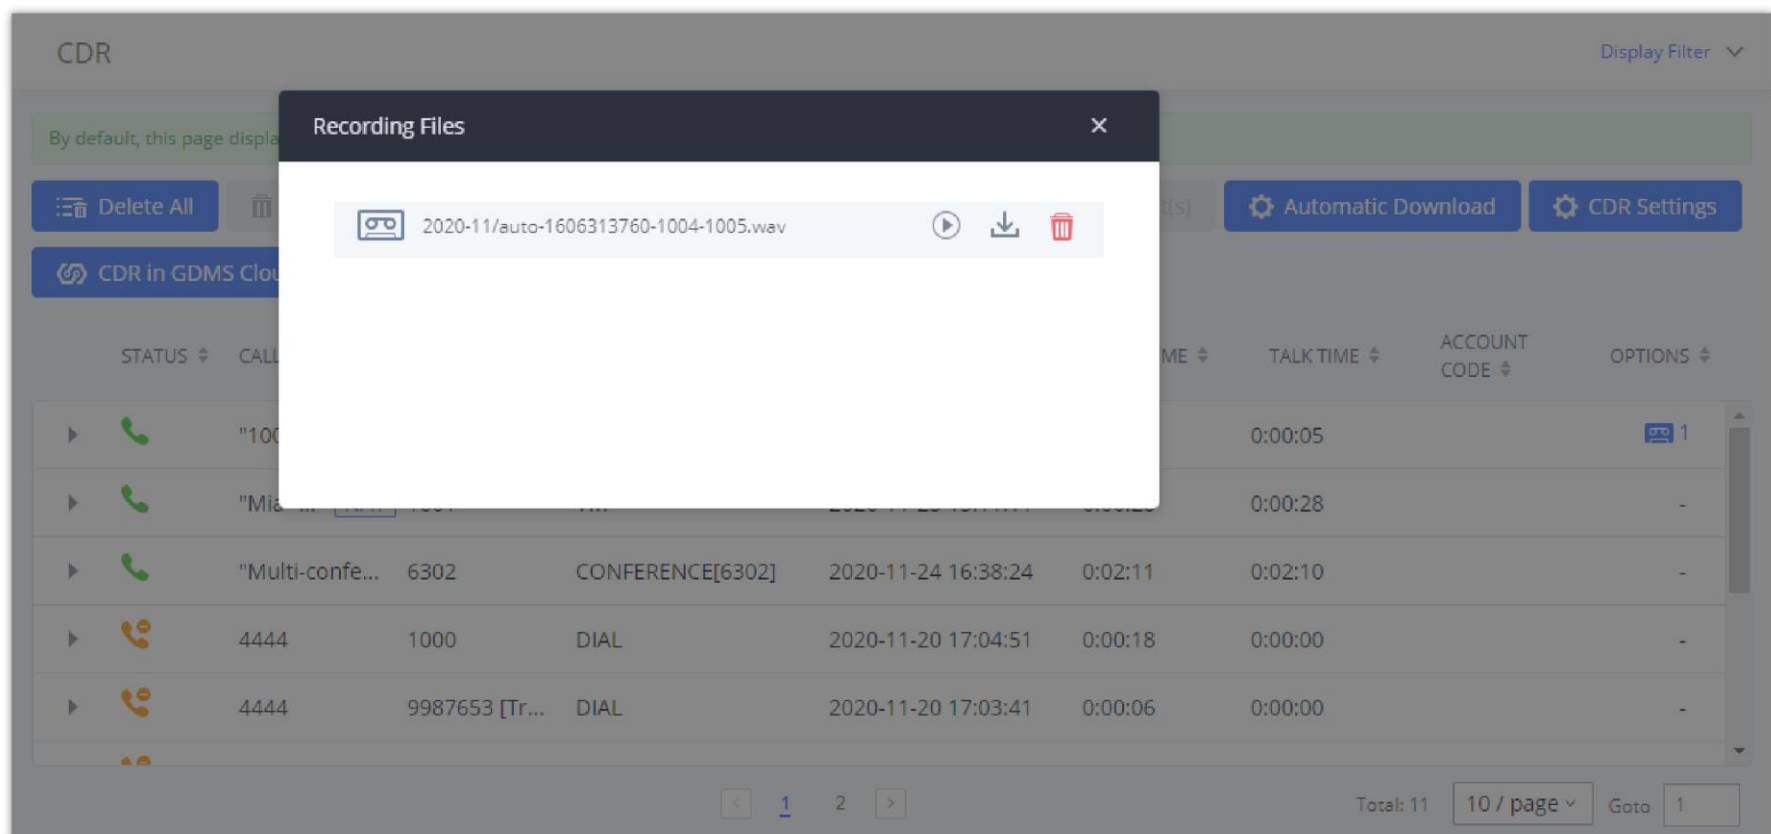 CDR
Display Filter
Recording Files
By default, this page
Delete All
Automatic Download
CDR Settings
2020-11/auto-1606313760-1004-1005.wav
CDR in GDMS
STATUS
TALK TIME
ACCOUNT CODE
OPTIONS
0:00:05
1
0:00:28
-
"Multi-confe... 6302 CONFERENCE[6302] 2020-11-24 16:38:24 0:02:11 0:02:10 -
4444 1000 DIAL 2020-11-20 17:04:51 0:00:18 0:00:00 -
4444 9987653 [Tr... DIAL 2020-11-20 17:03:41 0:00:06 0:00:00 -
< 1 2 > Total: 11 10 / page Goto 1